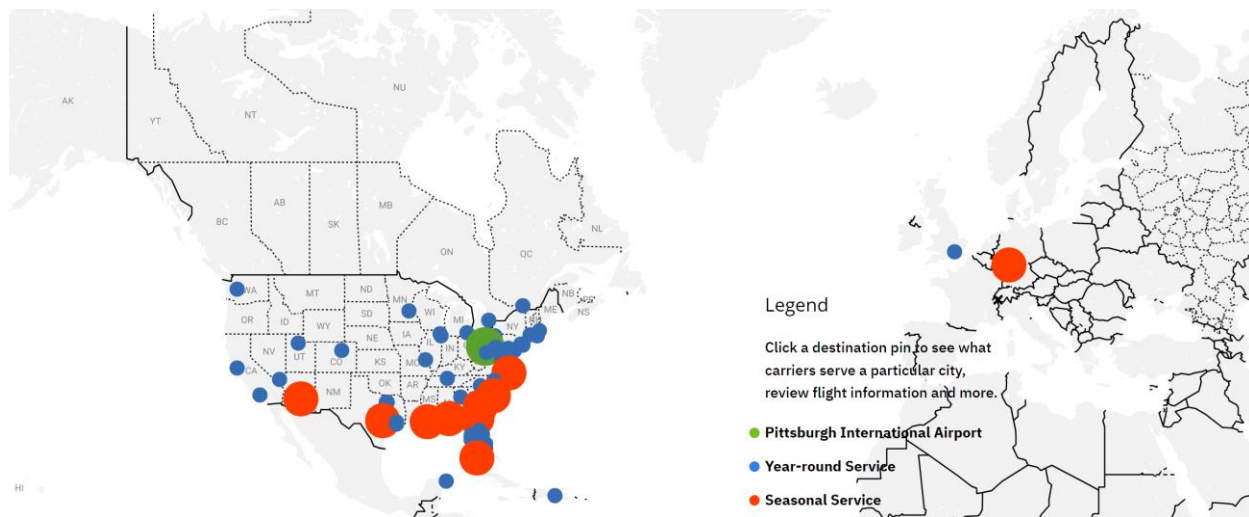 AK
YT
NT
NU
BC
AB
SK
MB
ON
QC
NL
NB
PE
NS
WA
MT
ND
MN
WI
MI
NY
ME
OR
ID
WY
SD
NE
IA
IL
IN
NV
UT
CO
KS
MO
KY
CA
NM
OK
AR
MS
HI
Legend
Click a destination pin to see what
carriers serve a particular city,
review flight information and more.
Pittsburgh International Airport
Year-round Service
Seasonal Service